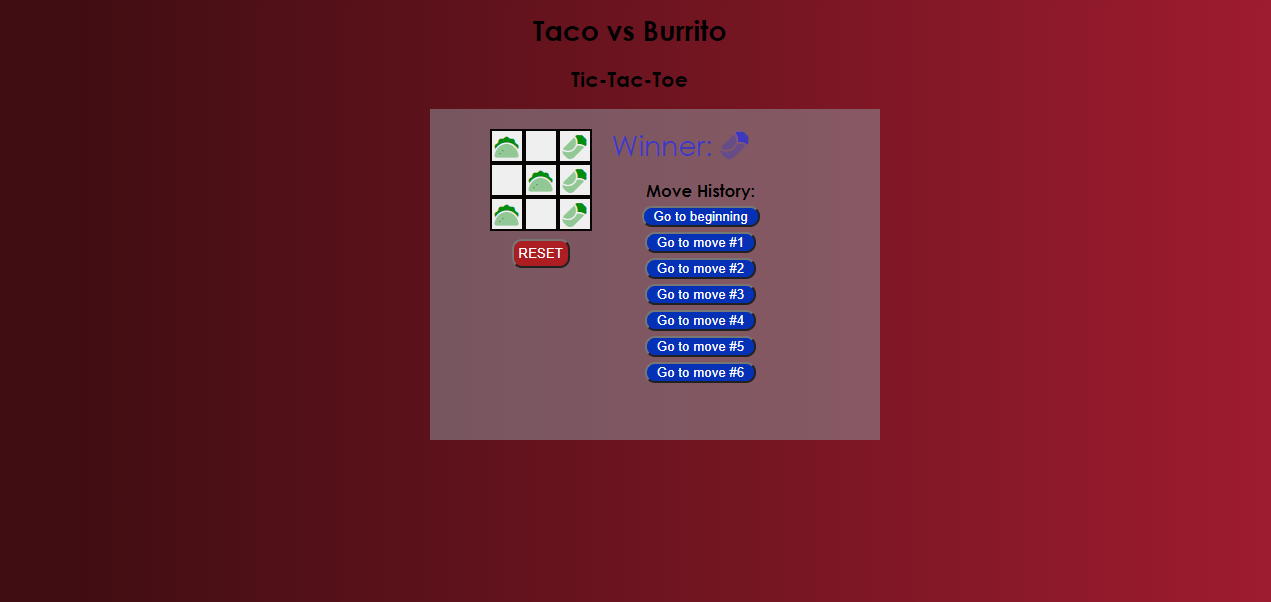 Taco vs Burrito
Tic-Tac-Toe
Winner:
Move History:
Go to beginning
Go to move #1
Go to move #2
Go to move #3
Go to move #4
Go to move #5
Go to move #6
RESET